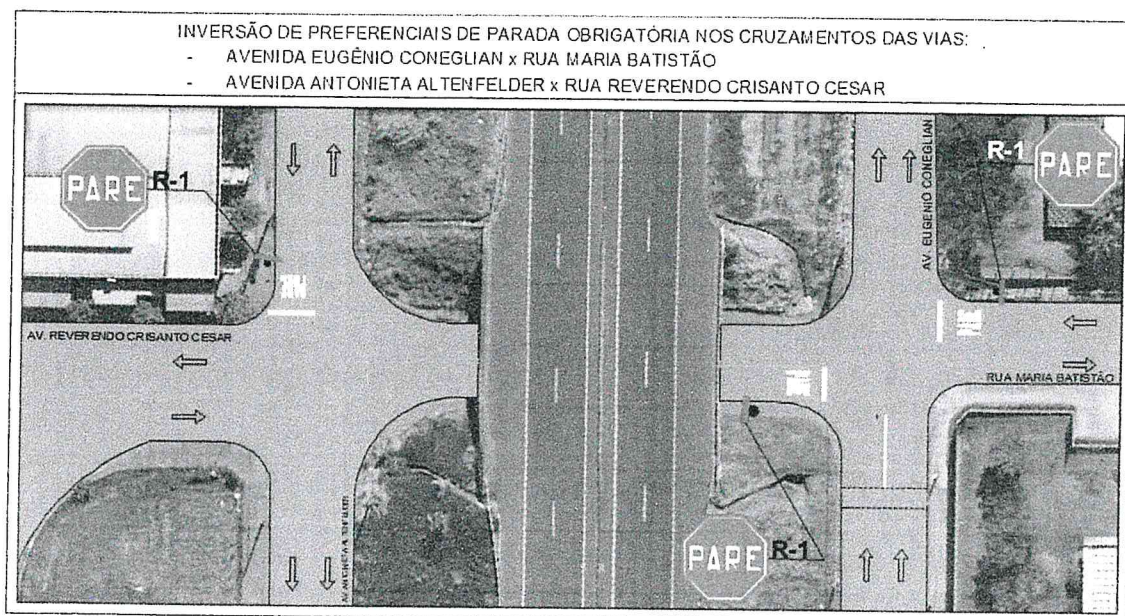 INVERSÃO DE PREFERENCIAIS DE PARADA OBRIGATÓRIA NOS CRUZAMENTOS DAS VIAS:
- AVENIDA EUGÊNIO CONEGLIAN x RUA MARIA BATISTÃO
- AVENIDA ANTONIETA ALTENFELDER x RUA REVERENDO CRISANTO CESAR
PARE
R-1
AV. EUGENIO CONEGLIAN
R-1
PARE
AV. REVERENDO CRISANTO CESAR
RUA MARIA BATISTÃO
PARE
R-1